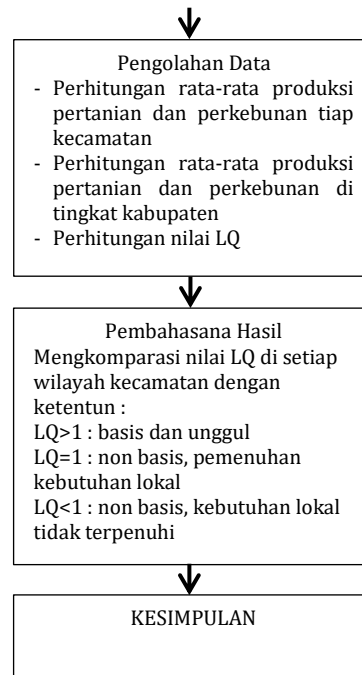 Pengolahan Data
- Perhitungan rata-rata produksi
pertanian dan perkebunan tiap
kecamatan
- Perhitungan rata-rata produksi
pertanian dan perkebunan di
tingkat kabupaten
- Perhitungan nilai LQ
Pembahasana Hasil
Mengkomparasi nilai LQ di setiap
wilayah kecamatan dengan
ketentun :
LQ>1 : basis dan unggul
LQ=1 : non basis, pemenuhan
kebutuhan lokal
LQ<1 : non basis, kebutuhan lokal
tidak terpenuhi
KESIMPULAN